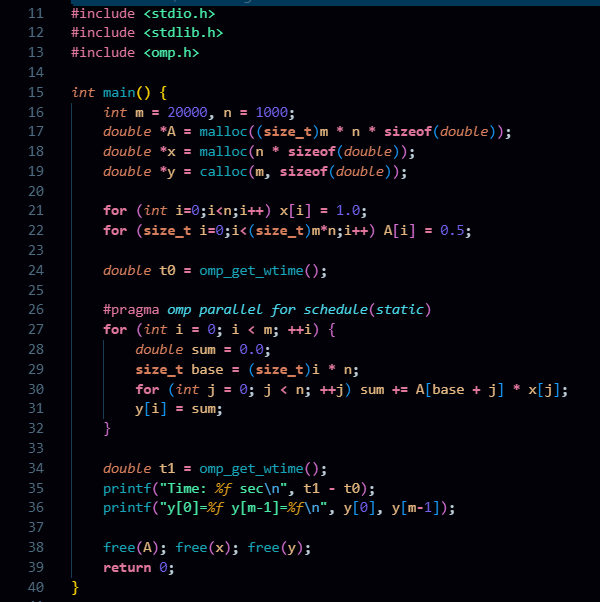 11 #include <stdio.h>
12 #include <stdlib.h>
13 #include <omp.h>
14
15 int main() {
16     int m = 20000, n = 1000;
17     double *A = malloc((size_t)m * n * sizeof(double));
18     double *x = malloc(n * sizeof(double));
19     double *y = calloc(m, sizeof(double));
20
21     for (int i=0;i<n;i++) x[i] = 1.0;
22     for (size_t i=0;i<(size_t)m*n;i++) A[i] = 0.5;
23
24     double t0 = omp_get_wtime();
25
26     #pragma omp parallel for schedule(static)
27     for (int i = 0; i < m; ++i) {
28         double sum = 0.0;
29         size_t base = (size_t)i * n;
30         for (int j = 0; j < n; ++j) sum += A[base + j] * x[j];
31         y[i] = sum;
32     }
33
34     double t1 = omp_get_wtime();
35     printf("Time: %f sec\n", t1 - t0);
36     printf("y[0]=%f y[m-1]=%f\n", y[0], y[m-1]);
37
38     free(A); free(x); free(y);
39     return 0;
40 }